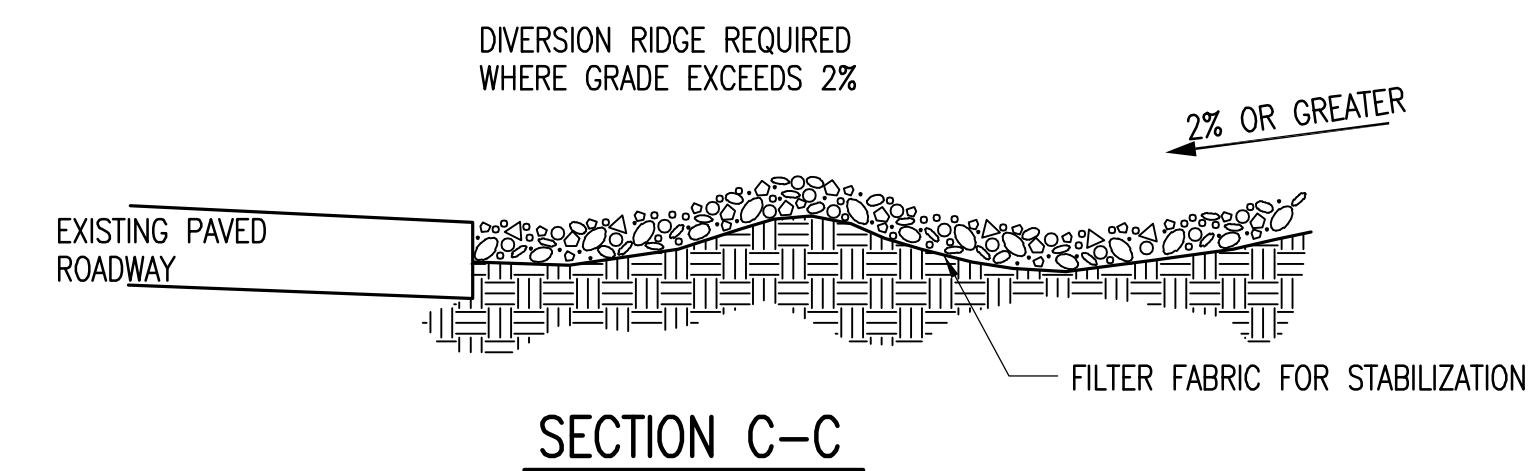 DIVERSION RIDGE REQUIRED
WHERE GRADE EXCEEDS 2%
2% OR GREATER
EXISTING PAVED
ROADWAY
FILTER FABRIC FOR STABILIZATION
SECTION C-C